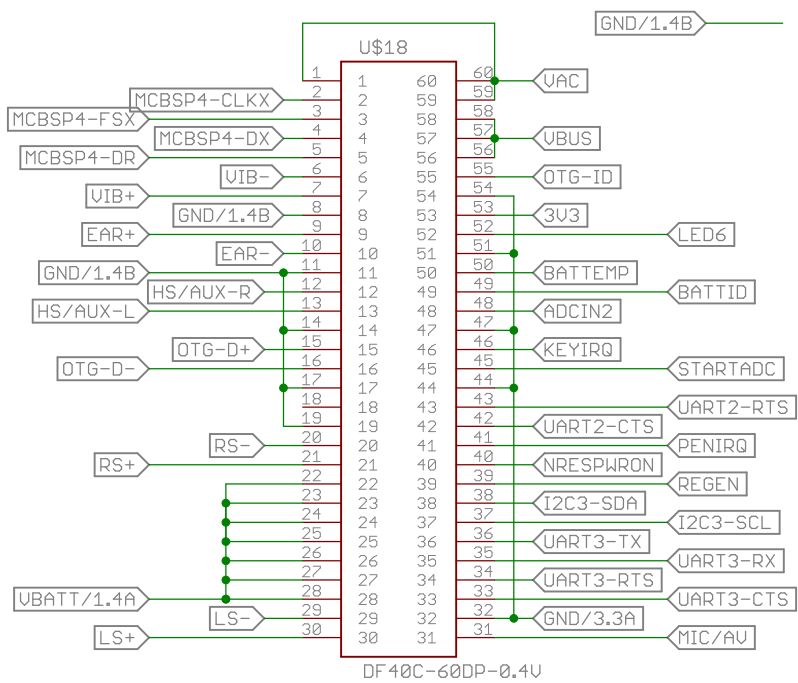 GND/1.4B
U$18
1 1 60 60 VAC
MCBSP4-CLKX 2 2 59 59
MCBSP4-FSX 3 3 58 58
MCBSP4-DX 4 4 57 57 VBUS
MCBSP4-DR 5 5 56 56
VIB- 6 6 55 55 OTG-ID
VIB+ 7 7 54 54
GND/1.4B 8 8 53 53 3V3
EAR+ 9 9 52 52 LED6
EAR- 10 10 51 51
GND/1.4B 11 11 50 50 BATTEMP
HS/AUX-R 12 12 49 49 BATTID
HS/AUX-L 13 13 48 48 ADCIN2
14 14 47 47
OTG-D+ 15 15 46 46 KEYIRQ
OTG-D- 16 16 45 45 STARTADC
17 17 44 44
18 18 43 43 UART2-RTS
19 19 42 42 UART2-CTS
RS- 20 20 41 41 PENIRQ
RS+ 21 21 40 40 NRESPWRON
22 22 39 39 REGEN
23 23 38 38 I2C3-SDA
24 24 37 37 I2C3-SCL
25 25 36 36 UART3-TX
26 26 35 35 UART3-RX
27 27 34 34 UART3-RTS
VBATT/1.4A 28 28 33 33 UART3-CTS
LS- 29 29 32 32 GND/3.3A
LS+ 30 30 31 31 MIC/AV
DF40C-60DP-0.4V